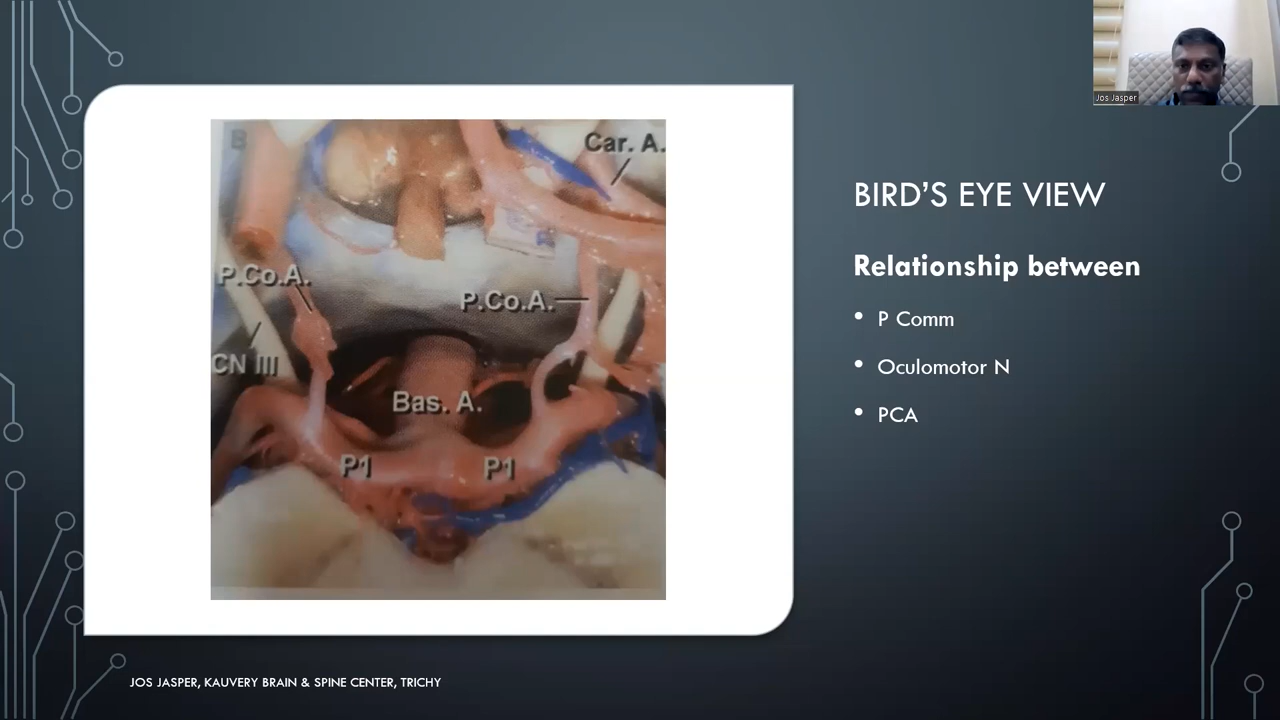 B
Car. A.
P.Co.A.
P.Co.A.
CN III
Bas. A.
P1
P1
Jos Jasper
BIRD'S EYE VIEW
Relationship between
• P Comm
• Oculomotor N
• PCA
JOS JASPER, KAUVERY BRAIN & SPINE CENTER, TRICHY